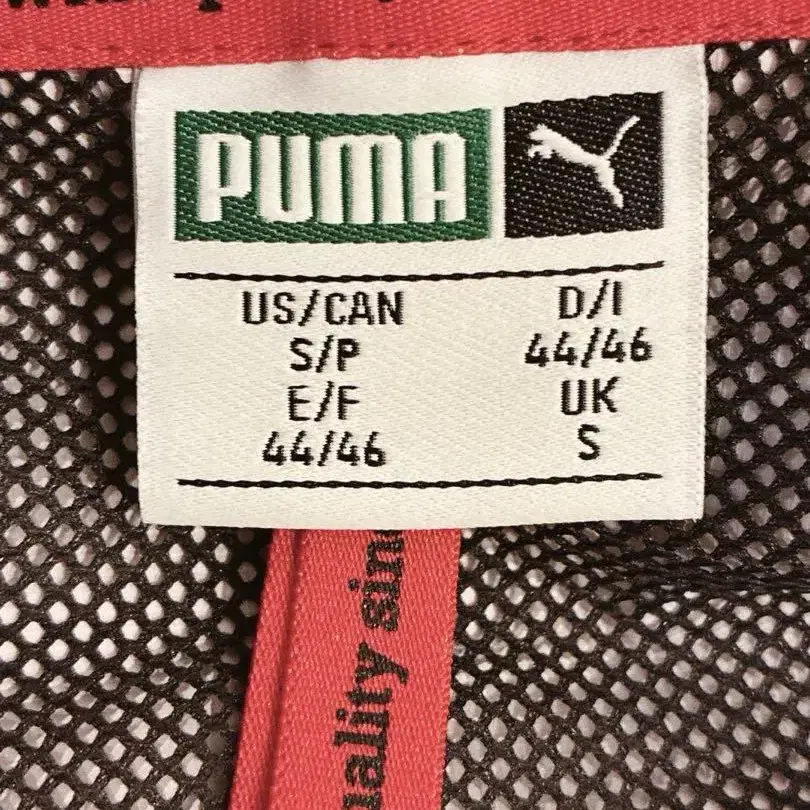 PUMA
US/CAN
S/P
E/F
44/46
D/I
44/46
UK
S